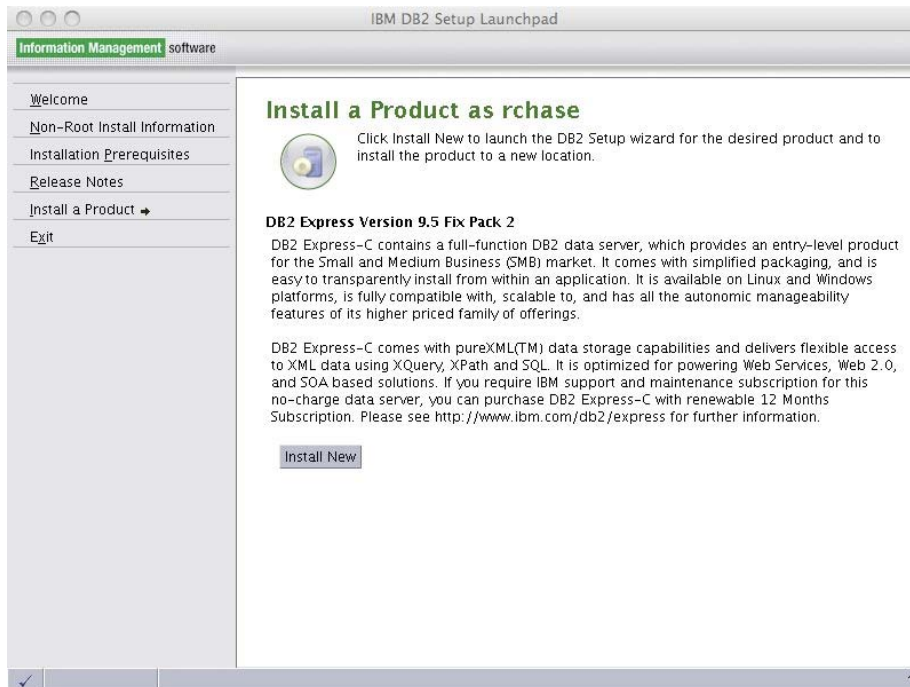 IBM DB2 Setup Launchpad
Information Management software
Welcome
Non-Root Install Information
Installation Prerequisites
Release Notes
Install a Product
Exit
Install a Product as rchase
Click Install New to launch the DB2 Setup wizard for the desired product and to
install the product to a new location.
DB2 Express Version 9.5 Fix Pack 2
DB2 Express-C contains a full-function DB2 data server, which provides an entry-level product
for the Small and Medium Business (SMB) market. It comes with simplified packaging, and is
easy to transparently install from within an application. It is available on Linux and Windows
platforms, is fully compatible with, scalable to, and has all the autonomic manageability
features of its higher priced family of offerings.
DB2 Express-C comes with pureXML(TM) data storage capabilities and delivers flexible access
to XML data using XQuery, XPath and SQL. It is optimized for powering Web Services, Web 2.0,
and SOA based solutions. If you require IBM support and maintenance subscription for this
no-charge data server, you can purchase DB2 Express-C with renewable 12 Months
Subscription. Please see http://www.ibm.com/db2/express for further information.
Install New